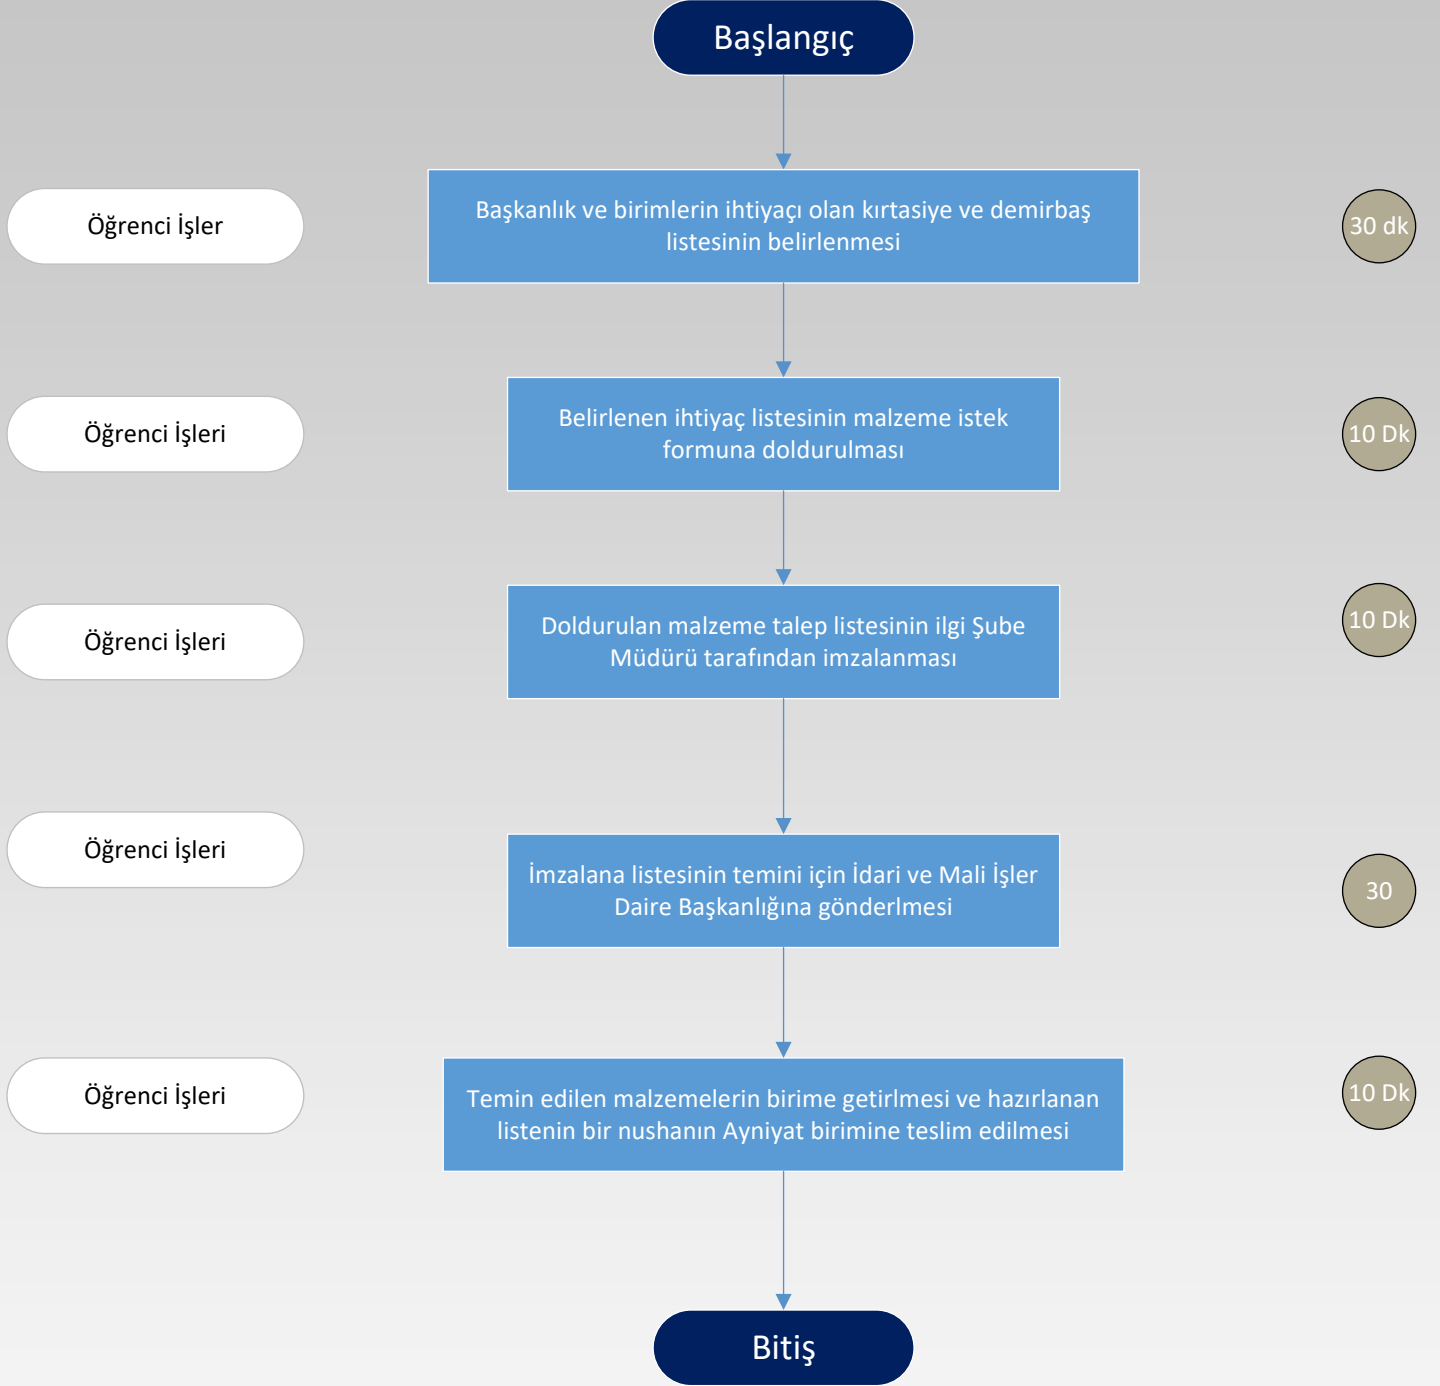 Başlangıç
Öğrenci İşler
Başkanlık ve birimlerin ihtiyaçı olan kırtasiye ve demirbaş
listesinin belirlenmesi
30 dk
Öğrenci İşleri
Belirlenen ihtiyaç listesinin malzeme istek
formuna doldurulması
10 Dk
Öğrenci İşleri
Doldurulan malzeme talep listesinin ilgi Şube
Müdürü tarafından imzalanması
10 Dk
Öğrenci İşleri
İmzalana listesinin temini için İdari ve Mali İşler
Daire Başkanlığına gönderlmesi
30
Öğrenci İşleri
Temin edilen malzemelerin birime getirlmesi ve hazırlanan
listenin bir nushanın Ayniyat birimine teslim edilmesi
10 Dk
Bitiş